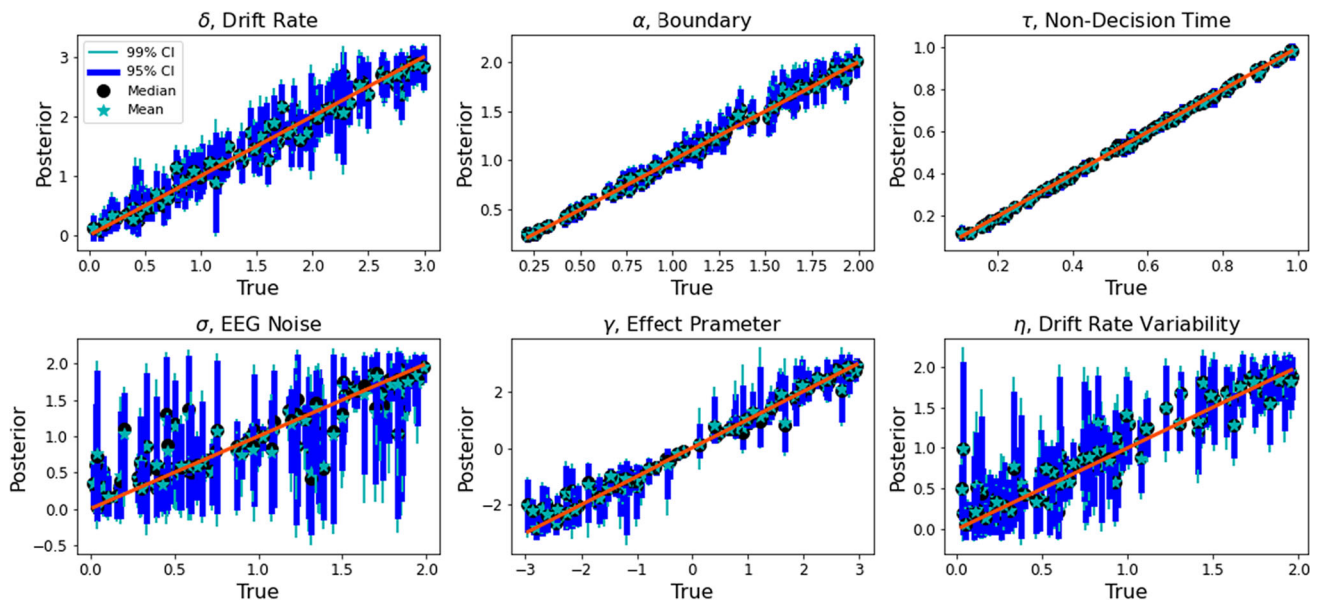 δ, Drift Rate
α, Boundary
τ, Non-Decision Time
99% CI
95% CI
Median
Mean
Posterior
3
2
1
0
0.0 0.5 1.0 1.5 2.0 2.5 3.0
True
Posterior
2.0
1.5
1.0
0.5
0.25 0.50 0.75 1.00 1.25 1.50 1.75 2.00
True
Posterior
1.0
0.8
0.6
0.4
0.2
0.2 0.4 0.6 0.8 1.0
True
σ, EEG Noise
γ, Effect Prameter
η, Drift Rate Variability
Posterior
2.0
1.5
1.0
0.5
0.0
−0.5
0.0 0.5 1.0 1.5 2.0
True
Posterior
2
0
−2
−3 −2 −1 0 1 2 3
True
Posterior
2.0
1.5
1.0
0.5
0.0
0.0 0.5 1.0 1.5 2.0
True